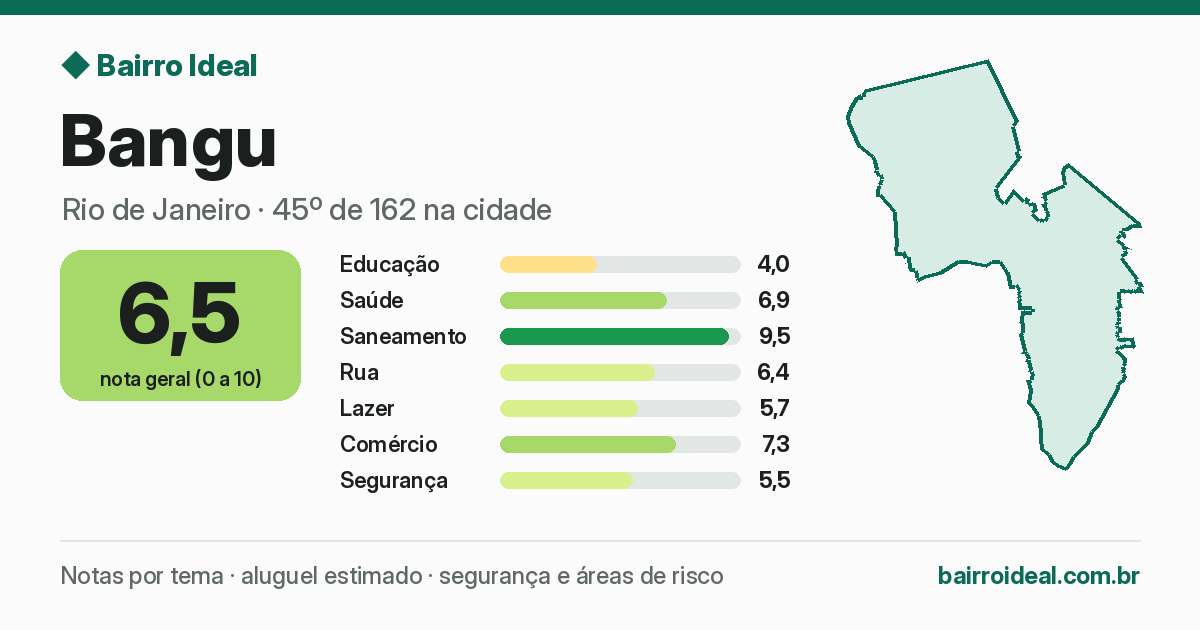 Bairro Ideal
Bangu
Rio de Janeiro · 45º de 162 na cidade
6,5
nota geral (0 a 10)
Educação 4,0
Saúde 6,9
Saneamento 9,5
Rua 6,4
Lazer 5,7
Comércio 7,3
Segurança 5,5
Notas por tema · aluguel estimado · segurança e áreas de risco
bairroideal.com.br